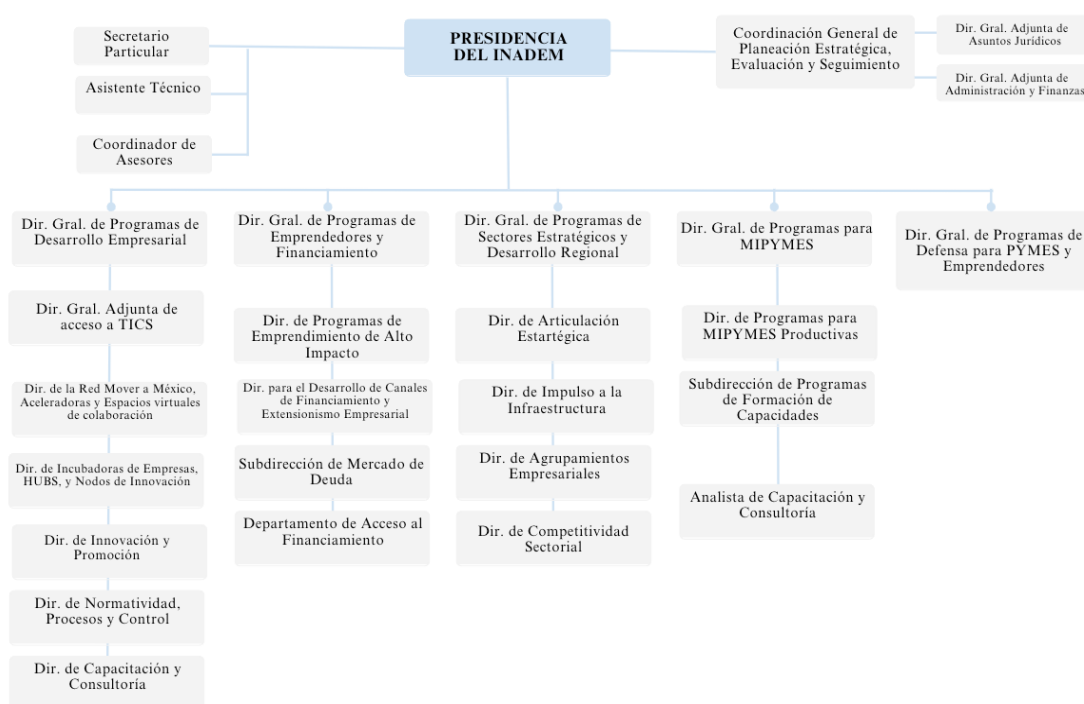 Secretario
Particular
PRESIDENCIA
DEL INADEM
Coordinación General de
Planeación Estratégica,
Evaluación y Seguimiento
Dir. Gral. Adjunta de
Asuntos Jurídicos
Asistente Técnico
Dir. Gral. Adjunta de
Administración y Finanzas
Coordinador de
Asesores
Dir. Gral. de Programas de
Desarrollo Empresarial
Dir. Gral. Adjunta de
acceso a TICS
Dir. de la Red Mover a México,
Aceleradoras y Espacios virtuales
de colaboración
Dir. de Incubadoras de Empresas,
HUBS, y Nodos de Innovación
Dir. de Innovación y
Promoción
Dir. de Normatividad,
Procesos y Control
Dir. de Capacitación y
Consultoría
Dir. Gral. de Programas de
Emprendedores y
Financiamiento
Dir. de Programas de
Emprendimiento de Alto
Impacto
Dir. para el Desarrollo de Canales
de Financiamiento y
Extensionismo Empresarial
Subdirección de Mercado de
Deuda
Departamento de Acceso al
Financiamiento
Dir. Gral. de Programas de
Sectores Estratégicos y
Desarrollo Regional
Dir. de Articulación
Estartégica
Dir. de Impulso a la
Infraestructura
Dir. de Agrupamientos
Empresariales
Dir. de Competitividad
Sectorial
Dir. Gral. de Programas para
MIPYMES
Dir. de Programas para
MIPYMES Productivas
Subdirección de Programas
de Formación de
Capacidades
Analista de Capacitación y
Consultoría
Dir. Gral. de Programas de
Defensa para PYMES y
Emprendedores